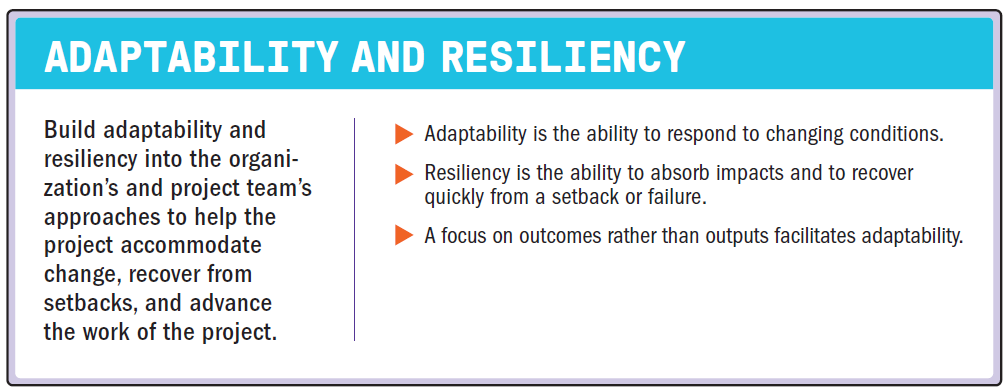 ADAPTABILITY AND RESILIENCY
Build adaptability and
resiliency into the organi-
zation’s and project team’s
approaches to help the
project accommodate
change, recover from
setbacks, and advance
the work of the project.
Adaptability is the ability to respond to changing conditions.
Resiliency is the ability to absorb impacts and to recover
quickly from a setback or failure.
A focus on outcomes rather than outputs facilitates adaptability.